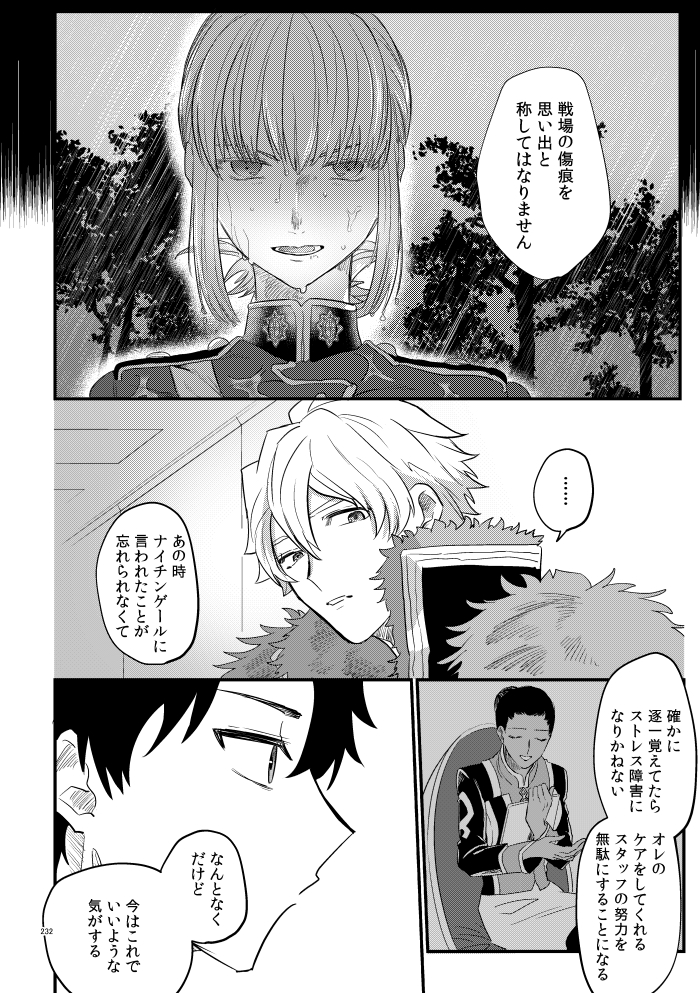 戦場の傷痕を
思い出と
称してはなりません
……
あの時
ナイチンゲールに
言われたことが
忘れられなくて
確かに
逐一覚えてたら
ストレス障害に
なりかねない
オレの
ケアをしてくれる
スタッフの努力を
無駄にすることになる
なんとなく
だけど
今はこれで
いいような
気がする
232